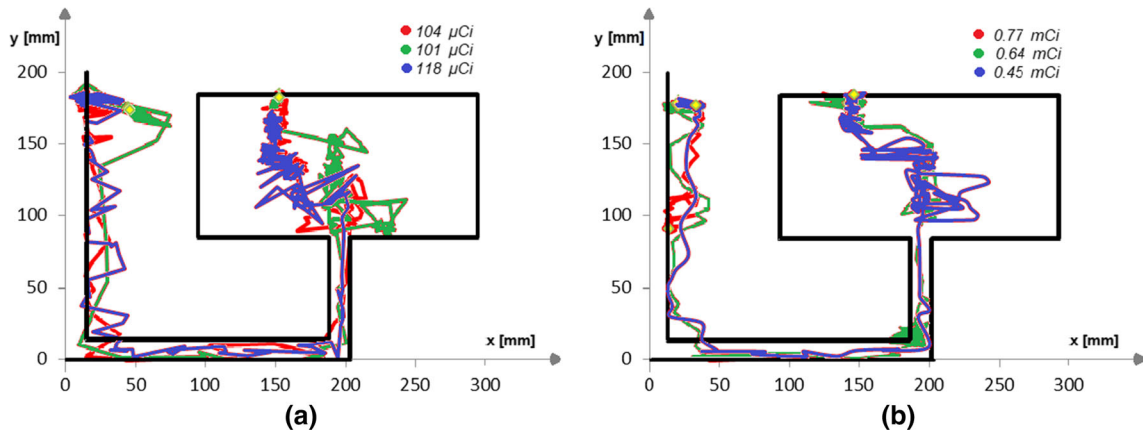 y [mm]
200
150
100
50
0
0 50 100 150 200 250 300
x [mm]
104 µCi
101 µCi
118 µCi
(a)
y [mm]
200
150
100
50
0
0 50 100 150 200 250 300
x [mm]
0.77 mCi
0.64 mCi
0.45 mCi
(b)